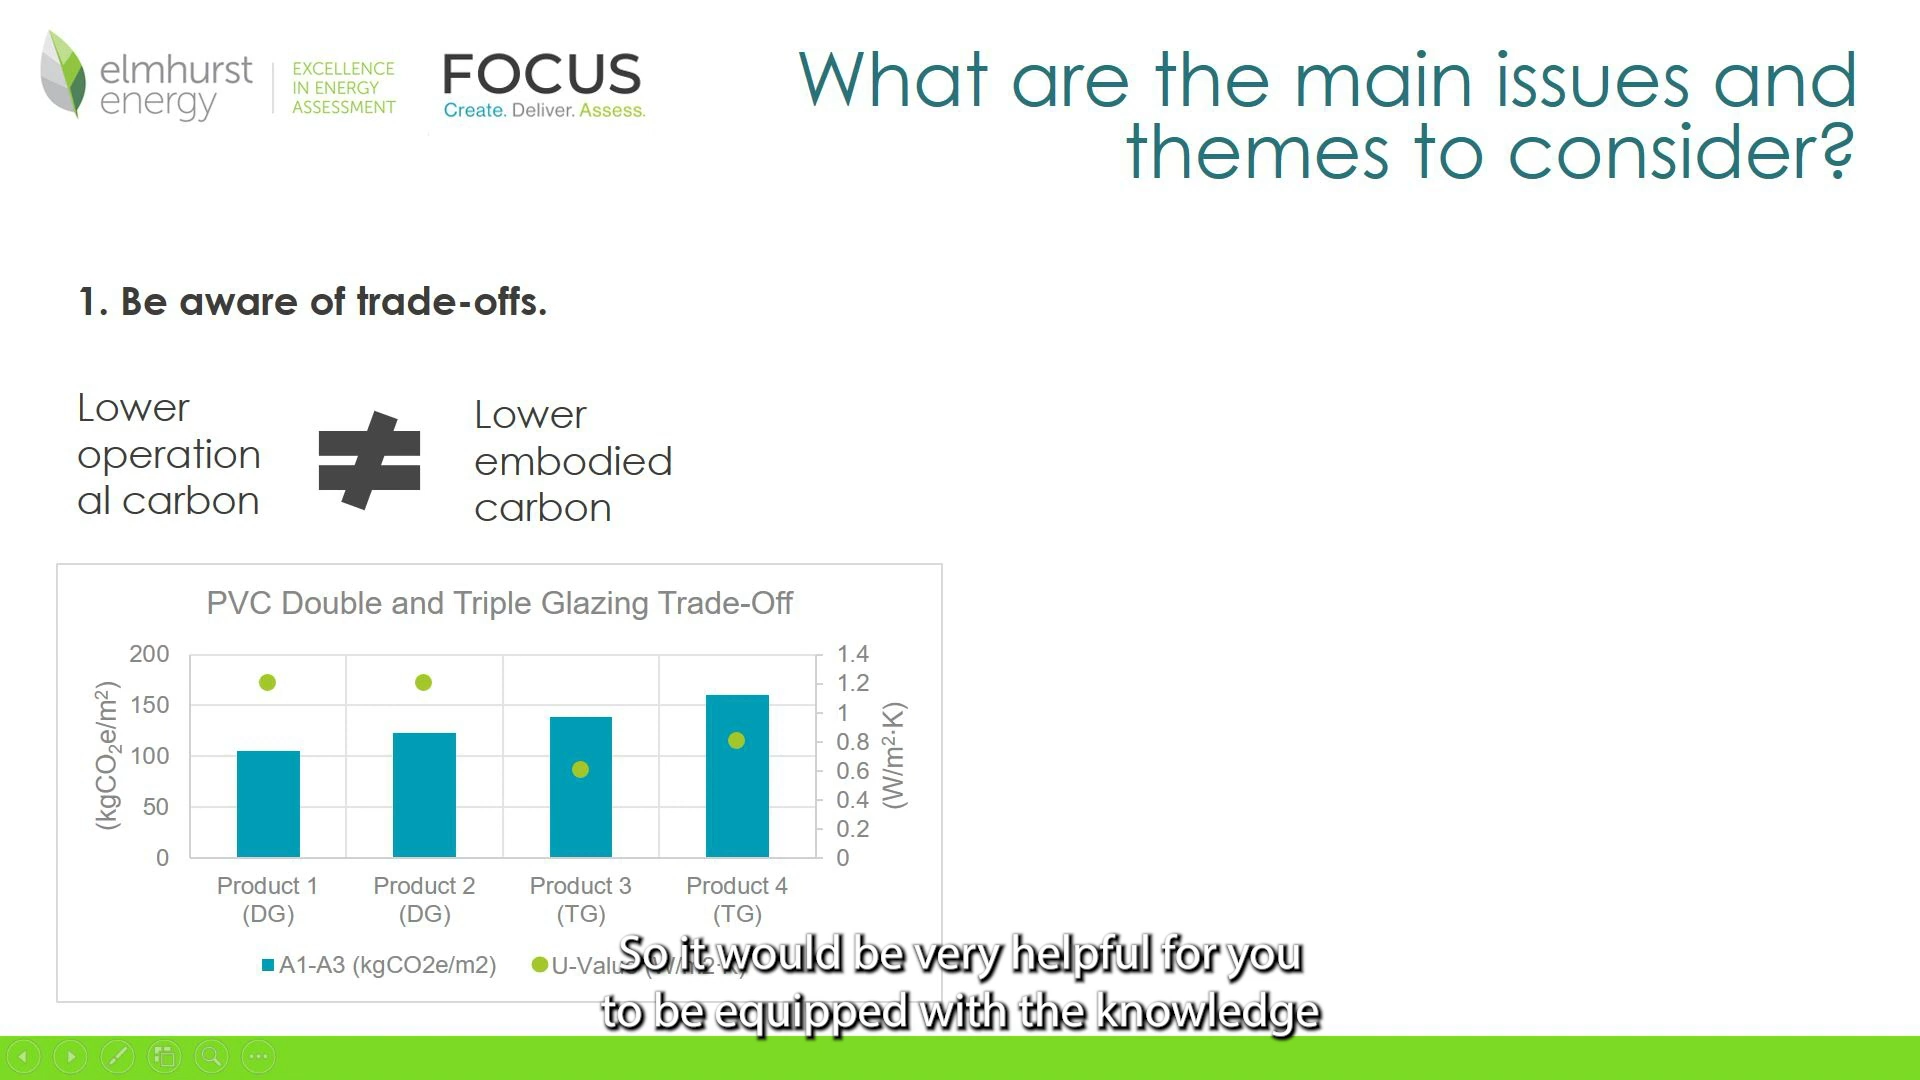 elmhurst
energy
EXCELLENCE
IN ENERGY
ASSESSMENT
FOCUS
Create. Deliver. Assess.
What are the main issues and
themes to consider?
1. Be aware of trade-offs.
Lower
operation
al carbon
≠
Lower
embodied
carbon
PVC Double and Triple Glazing Trade-Off
(kgCO₂e/m²)
200
150
100
50
0
1.4
1.2
1
0.8
0.6
0.4
0.2
0
(W/m²·K)
Product 1
(DG)
Product 2
(DG)
Product 3
(TG)
Product 4
(TG)
A1-A3 (kgCO2e/m2)
U-Value
So it would be very helpful for you
to be equipped with the knowledge